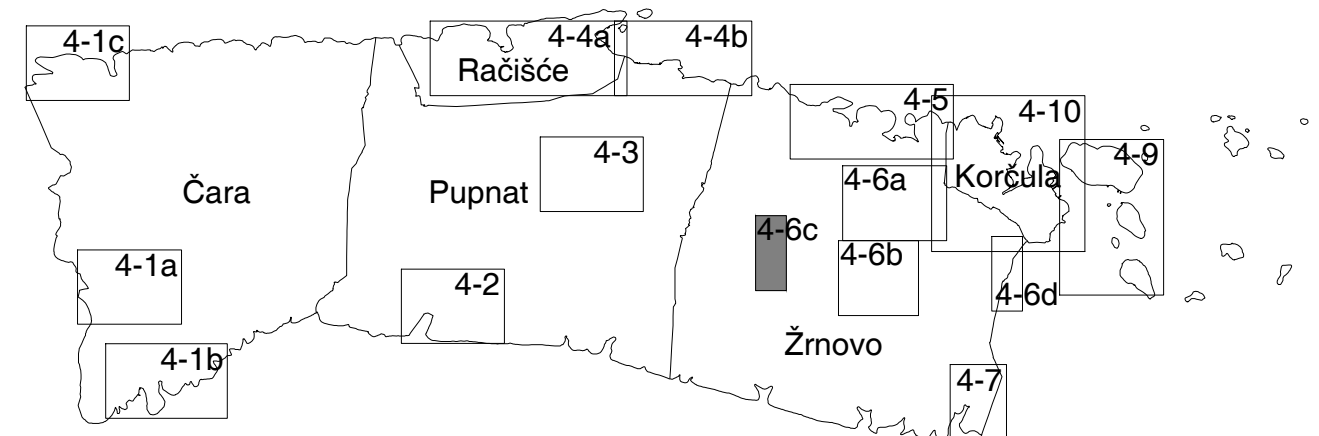 4-1c
4-4a
4-4b
Račišće
4-5
4-10
4-3
4-9
Čara
Pupnat
4-6a
Korčula
4-6c
4-6b
4-1a
4-2
4-6d
4-1b
Žrnovo
4-7